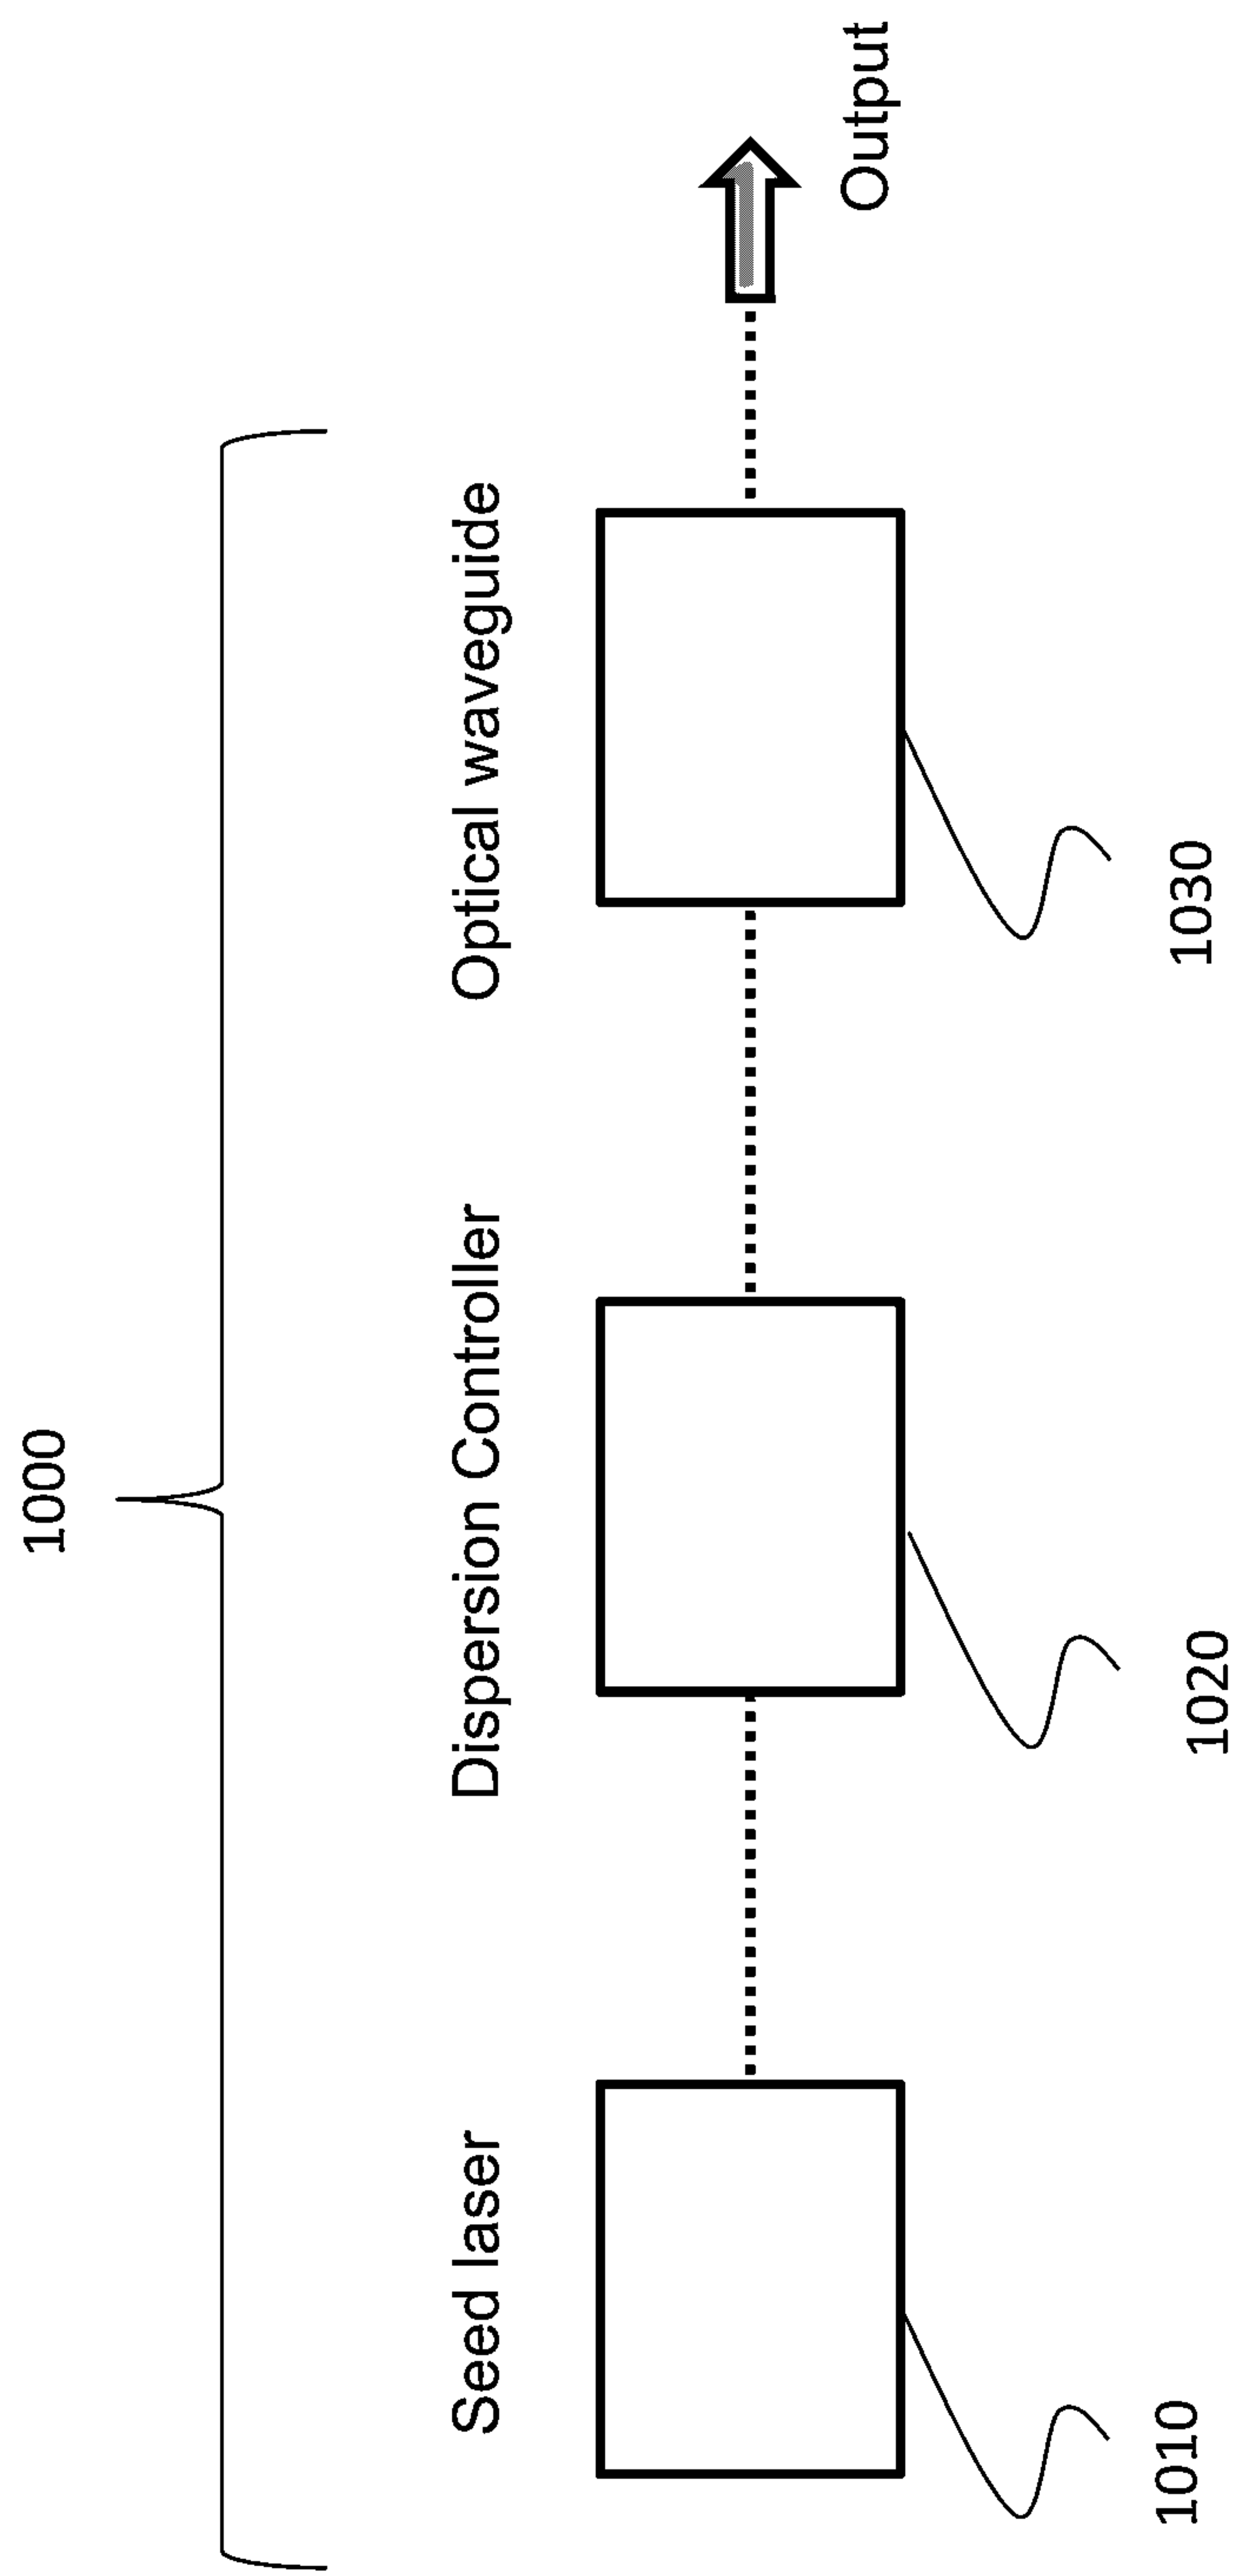 1000
Seed laser
Dispersion Controller
Optical waveguide
Output
1010
1020
1030